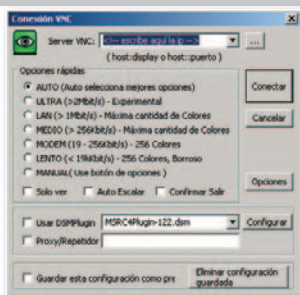 Conexión VNC
Server VNC: <!-- escribe aquí la ip -->
...
( host:display o host::puerto )
Opciones rápidas
AUTO (Auto selecciona mejores opciones)
ULTRA (>2Mbit/s) - Experimental
LAN (> 1Mbit/s) - Máxima cantidad de Colores
MEDIO (> 256kbit/s) - Máxima cantidad de Colores
MODEM (19 - 256kbit/s) - 256 Colores
LENTO (< 19kKbit/s) - 256 Colores, Borroso
MANUAL( Use botón de opciones )
Solo ver
Auto Escalar
Confirmar Salir
Conectar
Cancelar
Opciones
Usar DSMPlugin
MSRC4Plugin-122.dsm
Configurar
Proxy/Repetidor
Guardar esta configuración como pre
Eliminar configuración
guardada